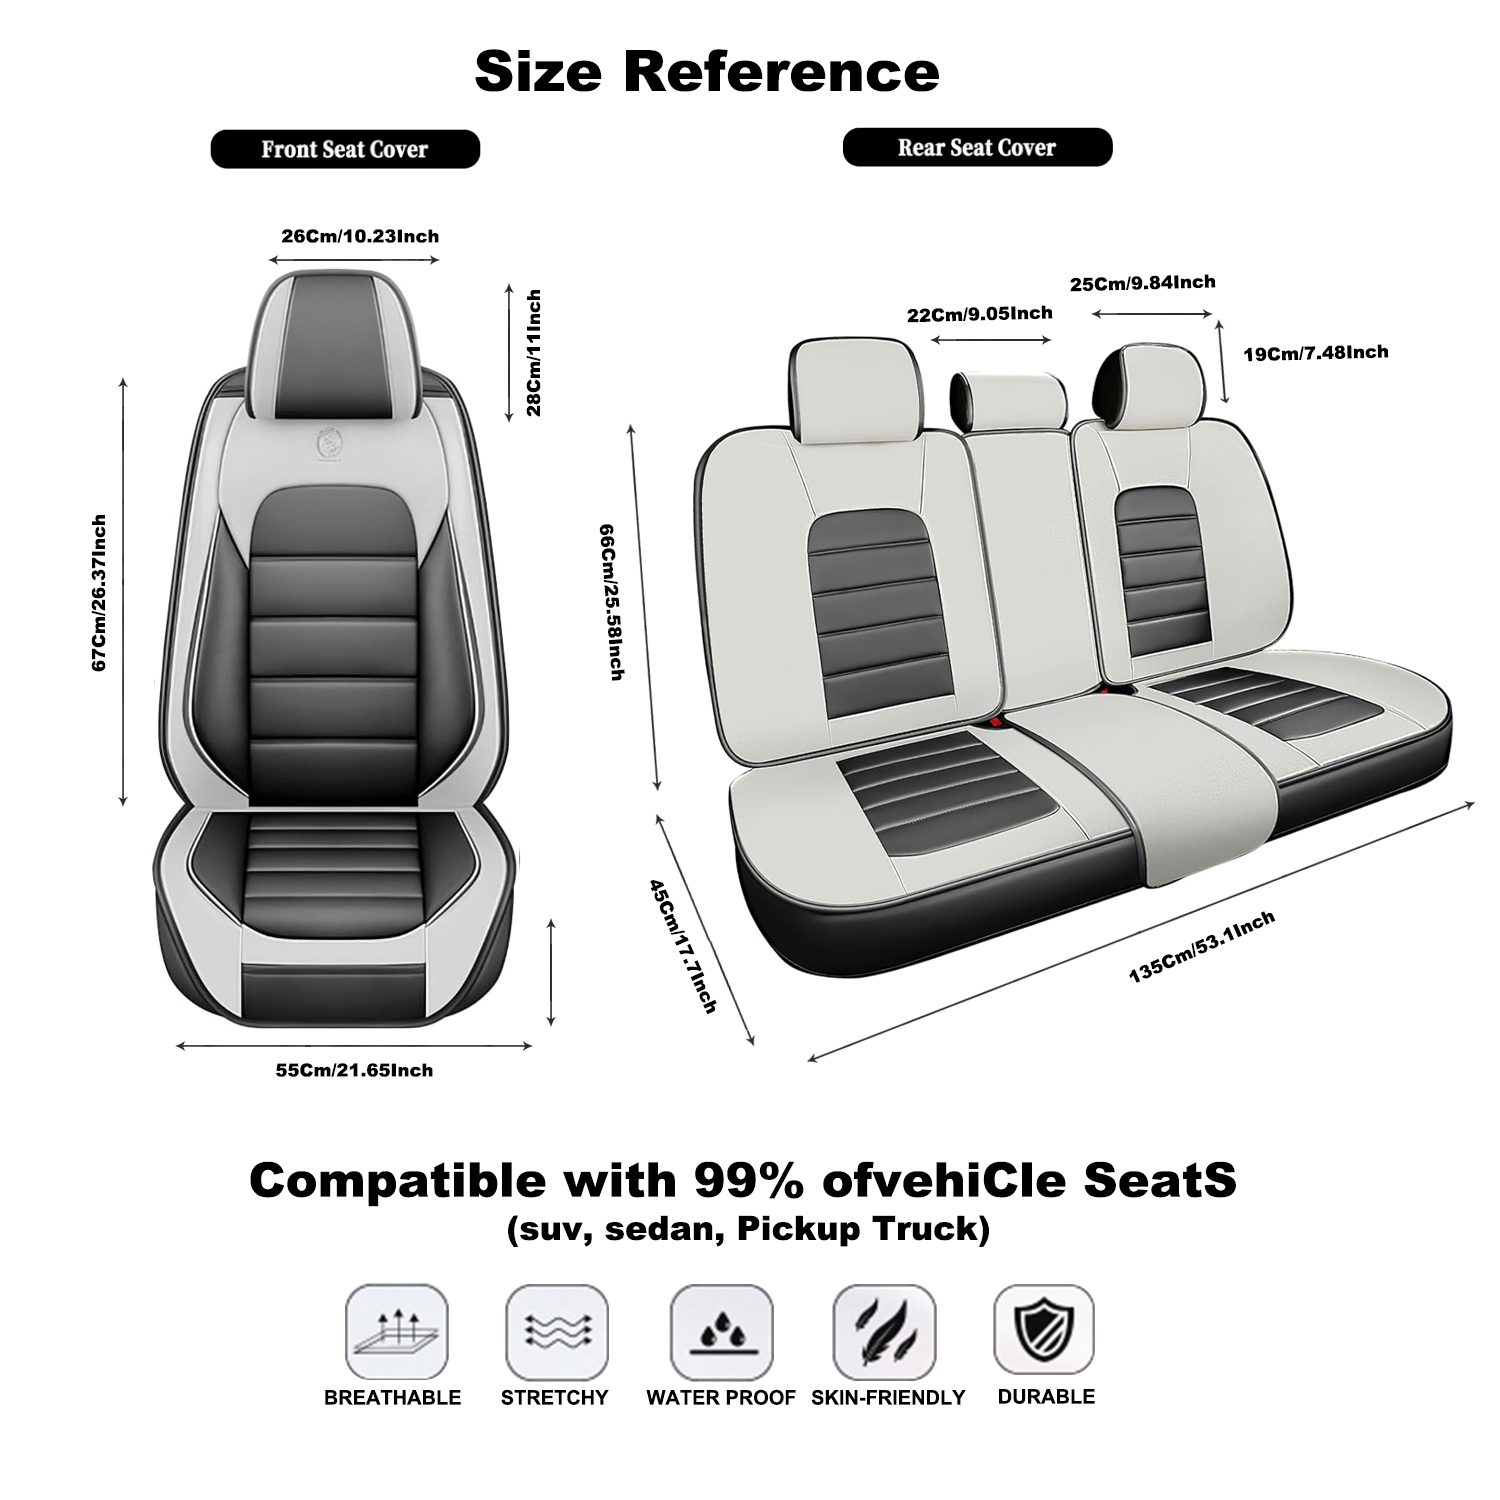 Size Reference
Front Seat Cover
Rear Seat Cover
26Cm/10.23Inch
28Cm/11Inch
67Cm/26.37Inch
55Cm/21.65Inch
25Cm/9.84Inch
22Cm/9.05Inch
19Cm/7.48Inch
66Cm/25.58Inch
45Cm/17.7Inch
135Cm/53.1Inch
Compatible with 99% ofvehiCle SeatS
(suv, sedan, Pickup Truck)
BREATHABLE
STRETCHY
WATER PROOF
SKIN-FRIENDLY
DURABLE